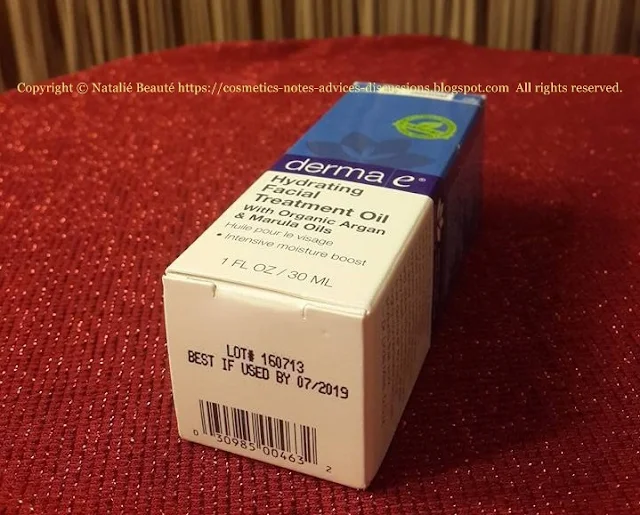 Copyright © Natalié Beauté https://cosmetics-notes-advices-discussions.blogspot.com All rights reserved.
derma e®
Hydrating
Facial
Treatment Oil
With Organic Argan
& Marula Oils
Huile pour le visage
• Intensive moisture boost
1 FL OZ / 30 ML
LOT# 160713
BEST IF USED BY 07/2019
0 30985 00463 2